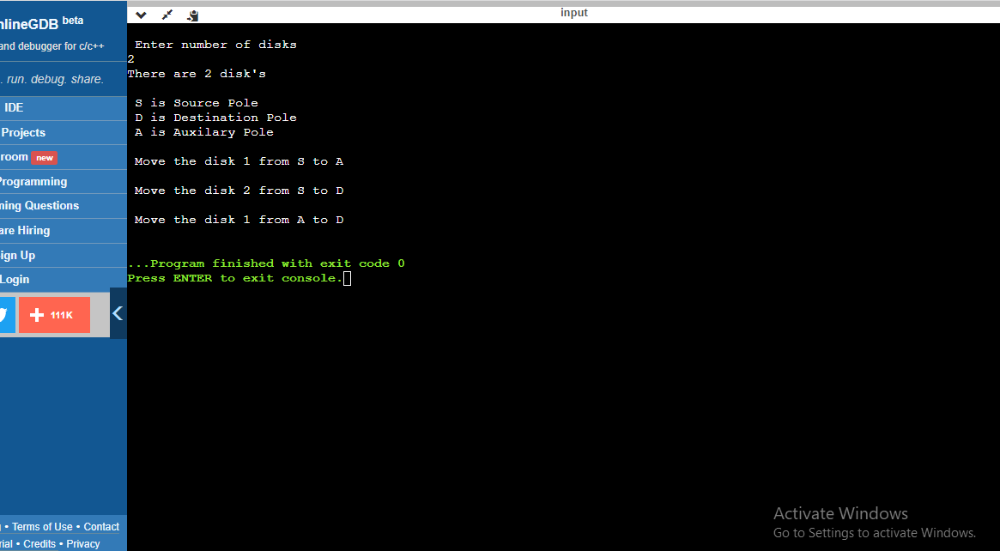 nlineGDB beta
and debugger for c/c++
. run. debug. share.
IDE
Projects
room new
Programming
ning Questions
are Hiring
ign Up
Login
111K
• Terms of Use • Contact
rial • Credits • Privacy
input
Enter number of disks
2
There are 2 disk's
S is Source Pole
D is Destination Pole
A is Auxilary Pole
Move the disk 1 from S to A
Move the disk 2 from S to D
Move the disk 1 from A to D
...Program finished with exit code 0
Press ENTER to exit console.
Activate Windows
Go to Settings to activate Windows.